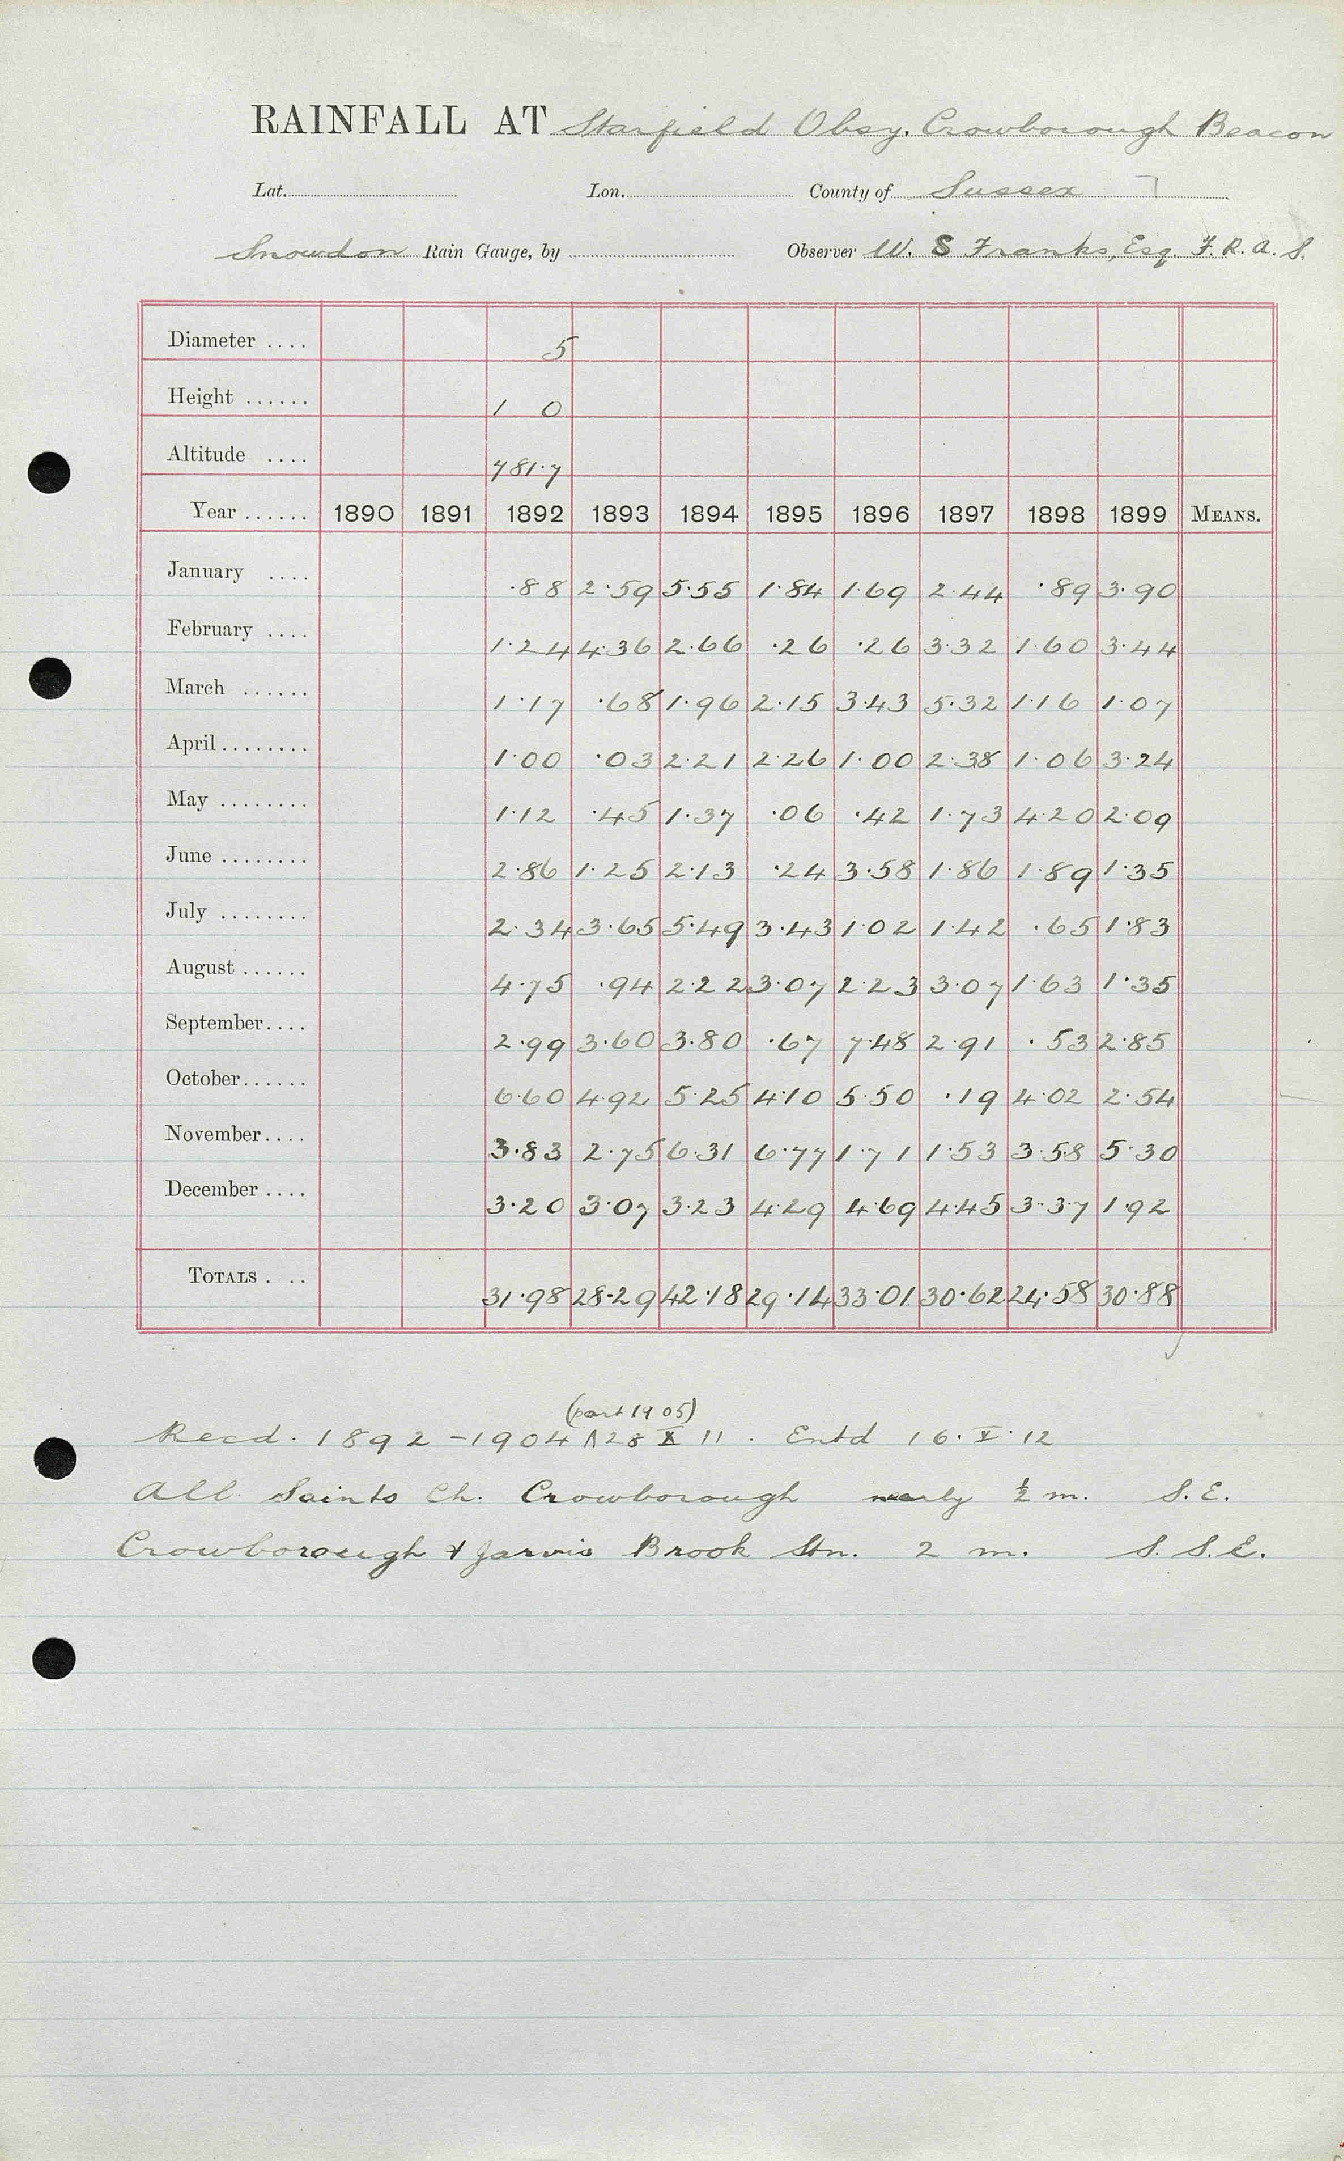 RAINFALL AT Starfield Obsy. Crowborough Beacon
Lat. Lon. County of Sussex
Snowdon Rain Gauge, by Observer W. S Franks, Esq. F. R. A. S.
Diameter .... 5
Height ...... 1 0
Altitude .... 781.7
Year ...... 1890 1891 1892 1893 1894 1895 1896 1897 1898 1899 MEANS.
January .... .88 2.59 5.55 1.84 1.69 2.44 .89 3.90
February .... 1.24 4.36 2.66 .26 .26 3.32 1.60 3.44
March ...... 1.17 .68 1.96 2.15 3.43 5.32 1.16 1.07
April ........ 1.00 .03 2.21 2.26 1.00 2.38 1.06 3.24
May ........ 1.12 .45 1.37 .06 .42 1.73 4.20 2.09
June ........ 2.86 1.25 2.13 .24 3.58 1.86 1.89 1.35
July ........ 2.34 3.65 5.49 3.43 1.02 1.42 .65 1.83
August ...... 4.75 .94 2.22 3.07 2.23 3.07 1.63 1.35
September.... 2.99 3.60 3.80 .67 7.48 2.91 .53 2.85
October...... 6.60 4.92 5.25 4.10 5.50 .19 4.02 2.54
November.... 3.83 2.75 6.31 6.77 1.71 1.53 3.58 5.30
December .... 3.20 3.07 3.23 4.29 4.69 4.45 3.37 1.92
TOTALS . .. 31.98 28.29 42.18 29.14 33.01 30.62 24.58 30.88
(part 1905)
Recd. 1892 - 1904 28 X 11. Entd 16. V. 12
All Saints Ch. Crowborough nearly ½ m. S. E.
Crowborough & Jarvis Brook Stn. 2 m. S. S. E.